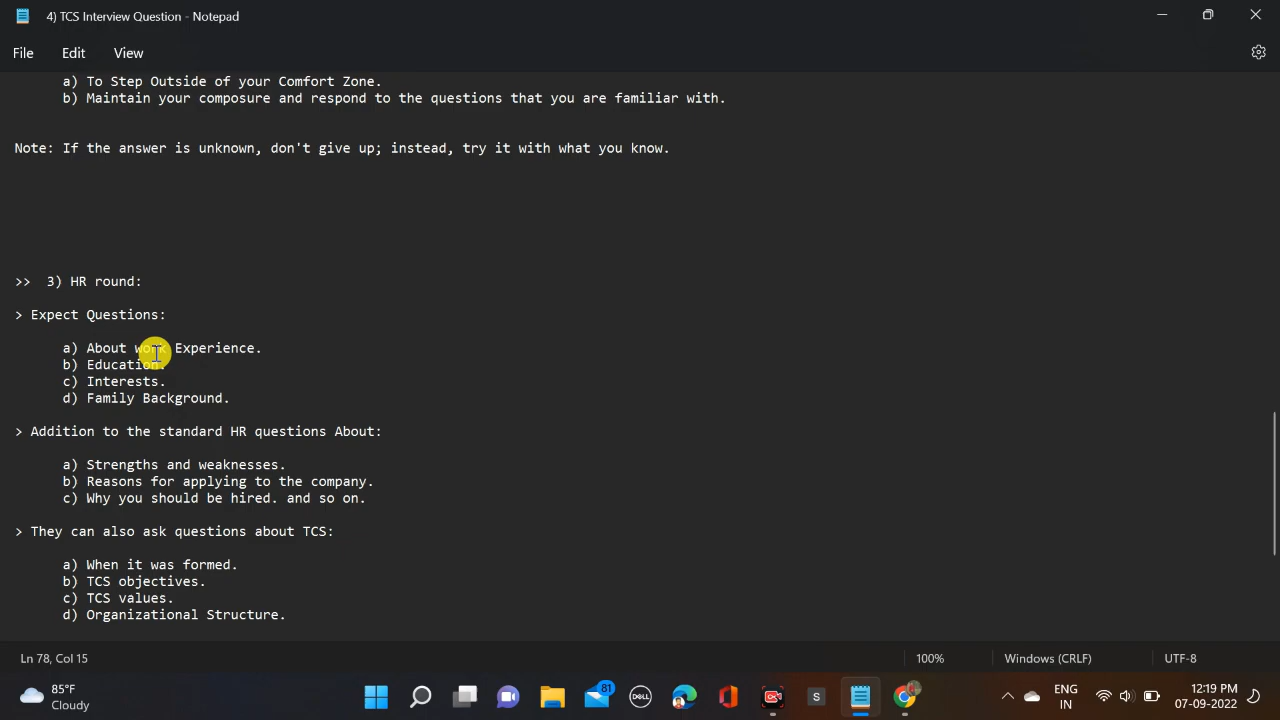 4) TCS Interview Question - Notepad
File Edit View
a) To Step Outside of your Comfort Zone.
b) Maintain your composure and respond to the questions that you are familiar with.
Note: If the answer is unknown, don't give up; instead, try it with what you know.
>> 3) HR round:
> Expect Questions:
a) About work Experience.
b) Education.
c) Interests.
d) Family Background.
> Addition to the standard HR questions About:
a) Strengths and weaknesses.
b) Reasons for applying to the company.
c) Why you should be hired. and so on.
> They can also ask questions about TCS:
a) When it was formed.
b) TCS objectives.
c) TCS values.
d) Organizational Structure.
Ln 78, Col 15 100% Windows (CRLF) UTF-8
85°F
Cloudy
81
DELL
S
ENG
IN
12:19 PM
07-09-2022